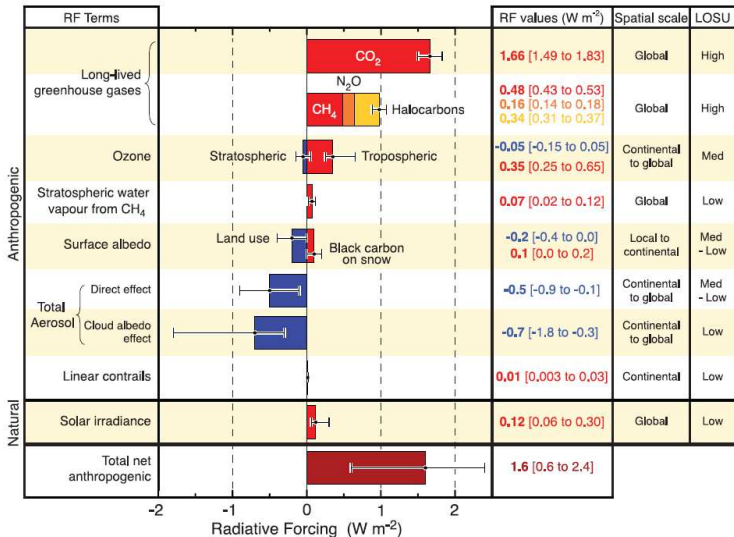 RF Terms
RF values (W m⁻²)
Spatial scale
LOSU
Anthropogenic
Long-lived
greenhouse gases
CO₂
1.66 [1.49 to 1.83]
Global
High
N₂O
CH₄
Halocarbons
0.48 [0.43 to 0.53]
0.16 [0.14 to 0.18]
0.34 [0.31 to 0.37]
Global
High
Ozone
Stratospheric
Tropospheric
-0.05 [-0.15 to 0.05]
0.35 [0.25 to 0.65]
Continental
to global
Med
Stratospheric water
vapour from CH₄
0.07 [0.02 to 0.12]
Global
Low
Surface albedo
Land use
Black carbon
on snow
-0.2 [-0.4 to 0.0]
0.1 [0.0 to 0.2]
Local to
continental
Med
- Low
Total
Aerosol
Direct effect
-0.5 [-0.9 to -0.1]
Continental
to global
Med
- Low
Cloud albedo
effect
-0.7 [-1.8 to -0.3]
Continental
to global
Low
Linear contrails
0.01 [0.003 to 0.03]
Continental
Low
Natural
Solar irradiance
0.12 [0.06 to 0.30]
Global
Low
Total net
anthropogenic
1.6 [0.6 to 2.4]
-2 -1 0 1 2
Radiative Forcing (W m⁻²)